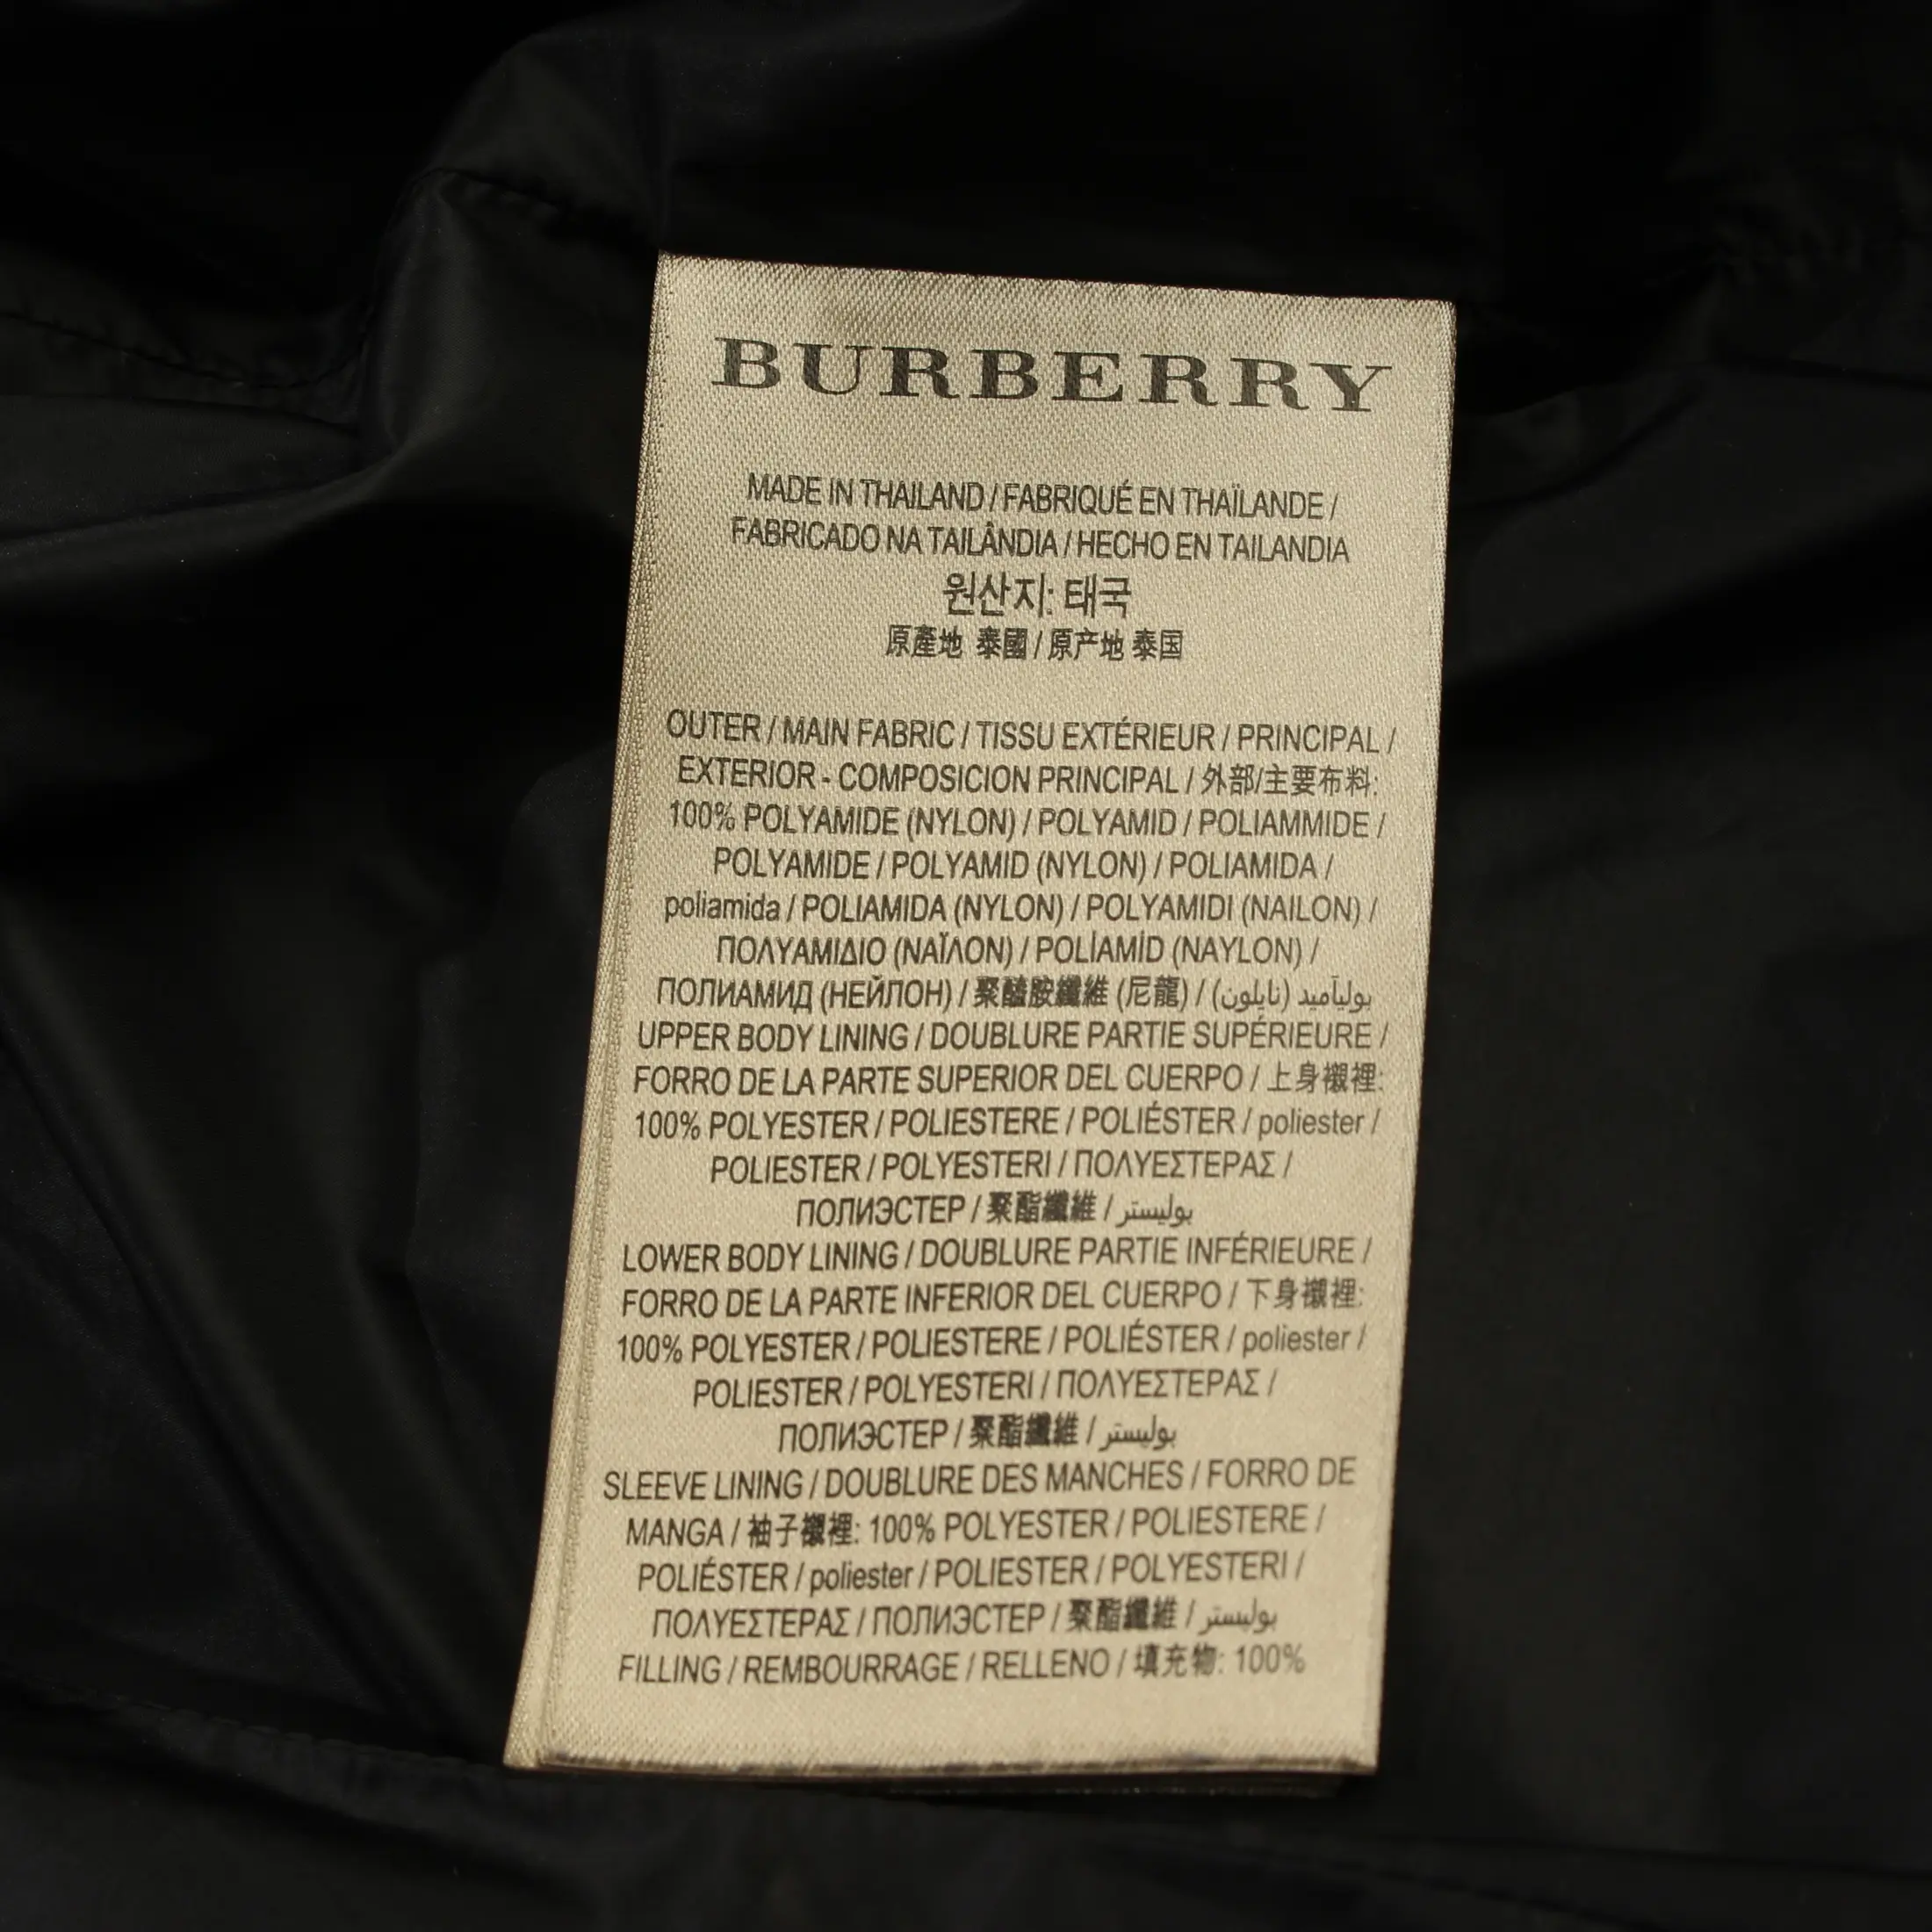 BURBERRY
MADE IN THAILAND / FABRIQUÉ EN THAÏLANDE /
FABRICADO NA TAILÂNDIA / HECHO EN TAILANDIA
원산지: 태국
原產地 泰國 / 原产地 泰国
OUTER / MAIN FABRIC / TISSU EXTÉRIEUR / PRINCIPAL /
EXTERIOR - COMPOSICION PRINCIPAL / 外部/主要布料:
100% POLYAMIDE (NYLON) / POLYAMID / POLIAMMIDE /
POLYAMIDE / POLYAMID (NYLON) / POLIAMIDA /
poliamida / POLIAMIDA (NYLON) / POLYAMIDI (NAILON) /
ΠΟΛΥΑΜΙΔΙΟ (ΝΑΪΛΟΝ) / POLİAMİD (NAYLON) /
ПОЛИАМИД (НЕЙЛОН) / 聚醯胺纖維 (尼龍) / بولياَميد (نايلون)
UPPER BODY LINING / DOUBLURE PARTIE SUPÉRIEURE /
FORRO DE LA PARTE SUPERIOR DEL CUERPO / 上身襯裡:
100% POLYESTER / POLIESTERE / POLIÉSTER / poliester /
POLIESTER / POLYESTERI / ΠΟΛΥΕΣΤΕΡΑΣ /
ПОЛИЭСТЕР / 聚酯纖維 / بوليستر
LOWER BODY LINING / DOUBLURE PARTIE INFÉRIEURE /
FORRO DE LA PARTE INFERIOR DEL CUERPO / 下身襯裡:
100% POLYESTER / POLIESTERE / POLIÉSTER / poliester /
POLIESTER / POLYESTERI / ΠΟΛΥΕΣΤΕΡΑΣ /
ПОЛИЭСТЕР / 聚酯纖維 / بوليستر
SLEEVE LINING / DOUBLURE DES MANCHES / FORRO DE
MANGA / 袖子襯裡: 100% POLYESTER / POLIESTERE /
POLIÉSTER / poliester / POLIESTER / POLYESTERI /
ΠΟΛΥΕΣΤΕΡΑΣ / ПОЛИЭСТЕР / 聚酯纖維 / بوليستر
FILLING / REMBOURRAGE / RELLENO / 填充物: 100%